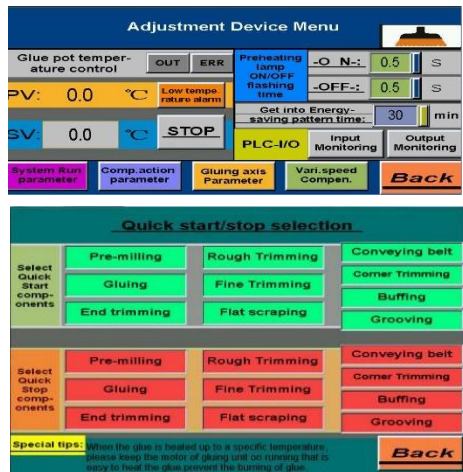 Adjustment Device Menu
Glue pot temper-
ature control
OUT
ERR
Preheating
lamp
ON/OFF
flashing
time
-O N-:
0.5
S
-OFF-:
0.5
S
PV:
0.0
℃
Low tempe-
rature alarm
Get into Energy-
saving pattern time:
30
min
SV:
0.0
℃
STOP
PLC-I/O
Input
Monitoring
Output
Monitoring
System Run
parameter
Comp.action
parameter
Gluing axis
Parameter
Vari.speed
Compen.
Back
Quick start/stop selection
Select
Quick
Start
comp-
onents
Pre-milling
Rough Trimming
Conveying belt
Gluing
Fine Trimming
Corner Trimming
Buffing
End trimming
Flat scraping
Grooving
Select
Quick
Stop
comp-
onents
Pre-milling
Rough Trimming
Conveying belt
Gluing
Fine Trimming
Corner Trimming
Buffing
End trimming
Flat scraping
Grooving
Special tips:
When the glue is heated up to a specific temperature,
please keep the motor of gluing unit on running that is
easy to heat the glue,prevent the burning of glue.
Back